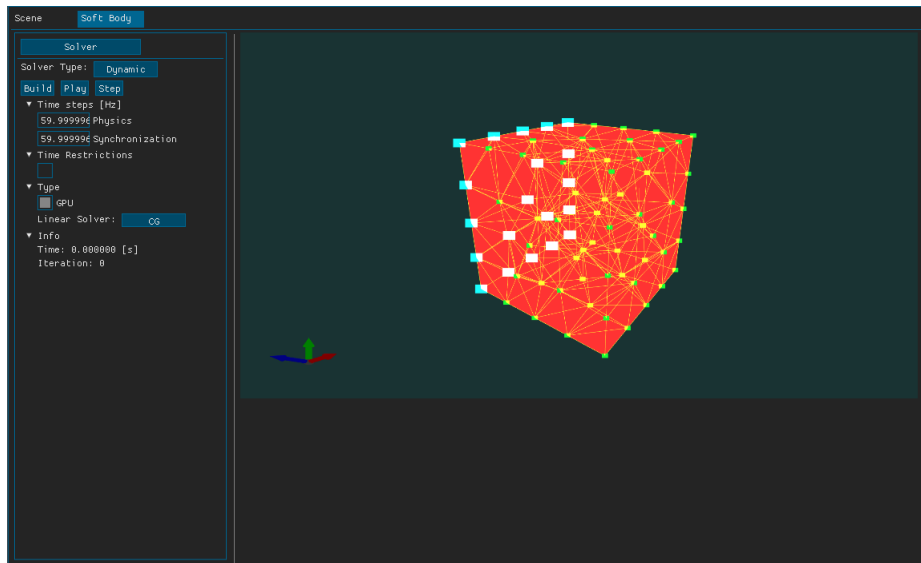 Scene Soft Body
Solver
Solver Type: Dynamic
Build Play Step
▼ Time steps [Hz]
59.999996 Physics
59.999996 Synchronization
▼ Time Restrictions
▼ Type
GPU
Linear Solver: CG
▼ Info
Time: 0.000000 [s]
Iteration: 0